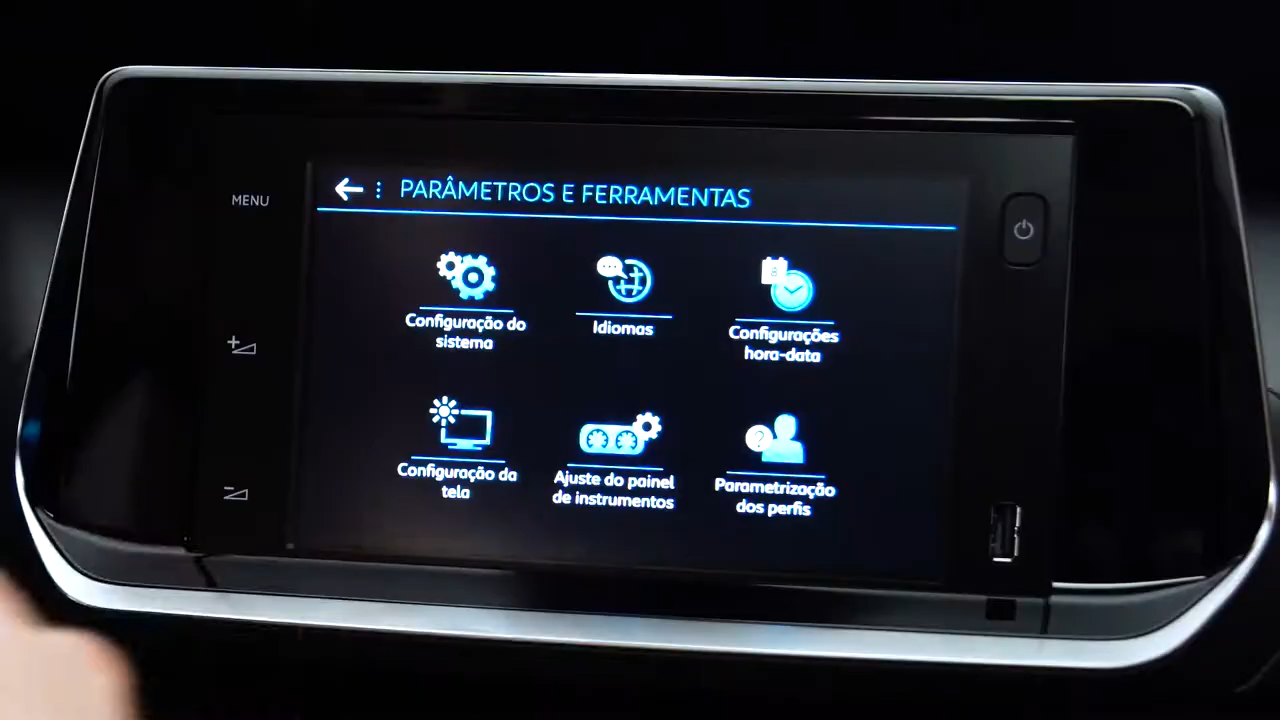 MENU
PARÂMETROS E FERRAMENTAS
Configuração do
sistema
Idiomas
Configurações
hora-data
Configuração da
tela
Ajuste do painel
de instrumentos
Parametrização
dos perfis